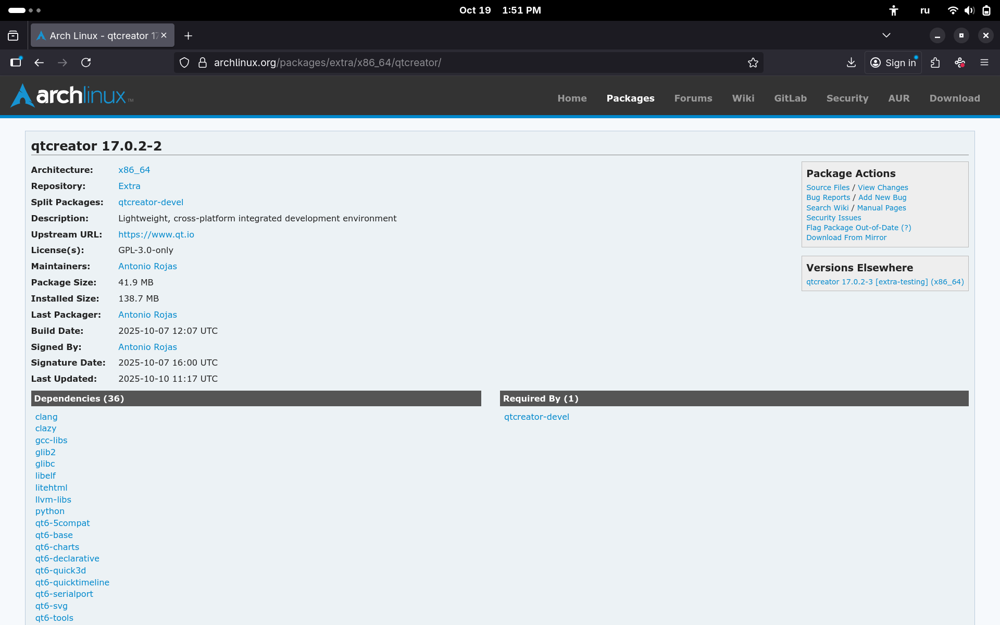 Oct 19 1:51 PM
ru
Arch Linux - qtcreator 17
Sign in
archlinux.org/packages/extra/x86_64/qtcreator/
archlinux™
Home Packages Forums Wiki GitLab Security AUR Download
qtcreator 17.0.2-2
Architecture: x86_64
Repository: Extra
Split Packages: qtcreator-devel
Description: Lightweight, cross-platform integrated development environment
Upstream URL: https://www.qt.io
License(s): GPL-3.0-only
Maintainers: Antonio Rojas
Package Size: 41.9 MB
Installed Size: 138.7 MB
Last Packager: Antonio Rojas
Build Date: 2025-10-07 12:07 UTC
Signed By: Antonio Rojas
Signature Date: 2025-10-07 16:00 UTC
Last Updated: 2025-10-10 11:17 UTC
Package Actions
Source Files / View Changes
Bug Reports / Add New Bug
Search Wiki / Manual Pages
Security Issues
Flag Package Out-of-Date (?)
Download From Mirror
Versions Elsewhere
qtcreator 17.0.2-3 [extra-testing] (x86_64)
Dependencies (36)
clang
clazy
gcc-libs
glib2
glibc
libelf
litehtml
llvm-libs
python
qt6-5compat
qt6-base
qt6-charts
qt6-declarative
qt6-quick3d
qt6-quicktimeline
qt6-serialport
qt6-svg
qt6-tools
Required By (1)
qtcreator-devel